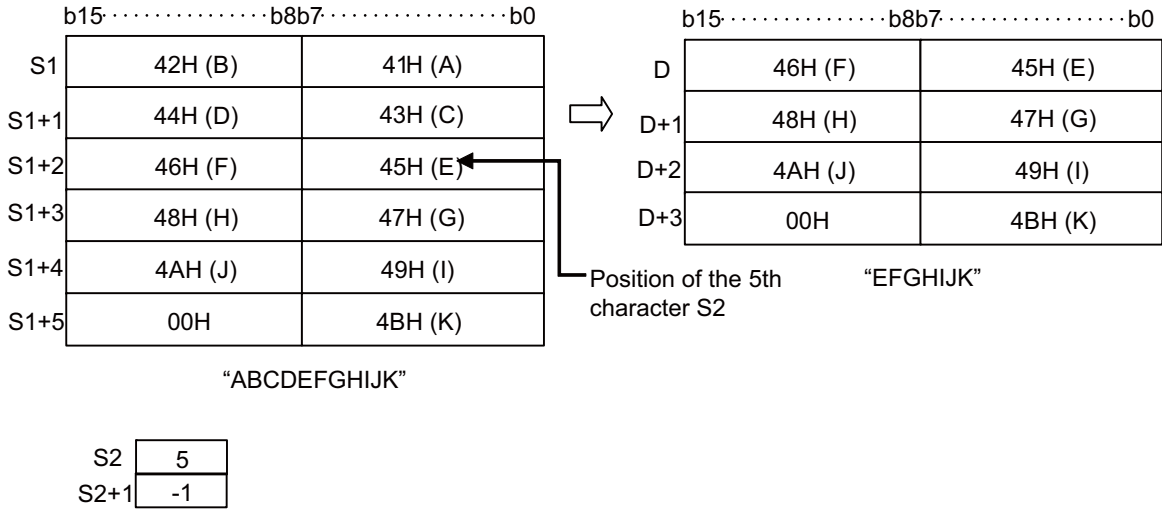 b15··············b8b7················b0
S1 42H (B) 41H (A)
S1+1 44H (D) 43H (C)
S1+2 46H (F) 45H (E)
S1+3 48H (H) 47H (G)
S1+4 4AH (J) 49H (I)
S1+5 00H 4BH (K)
“ABCDEFGHIJK”
b15··············b8b7················b0
D 46H (F) 45H (E)
D+1 48H (H) 47H (G)
D+2 4AH (J) 49H (I)
D+3 00H 4BH (K)
“EFGHIJK”
Position of the 5th
character S2
S2 5
S2+1 -1